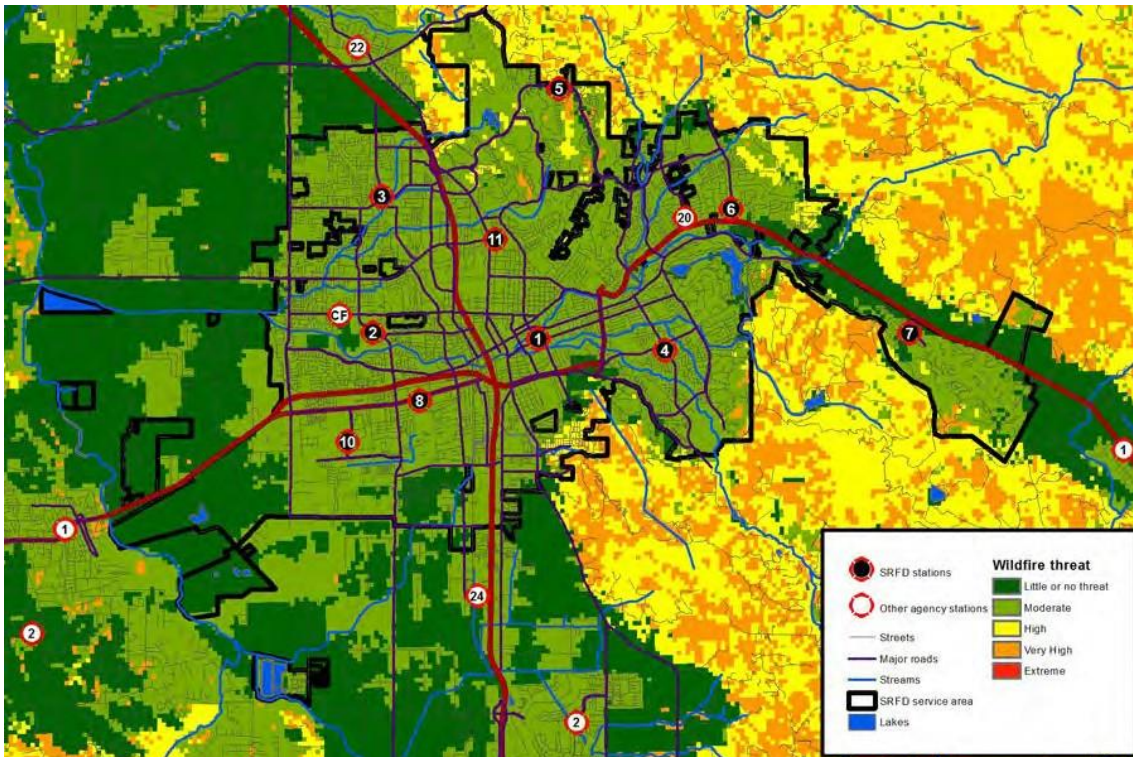 22
5
3
6
20
11
CF
2
1
7
4
8
10
1
1
24
2
2
SRFD stations
Other agency stations
Streets
Major roads
Streams
SRFD service area
Lakes
Wildfire threat
Little or no threat
Moderate
High
Very High
Extreme